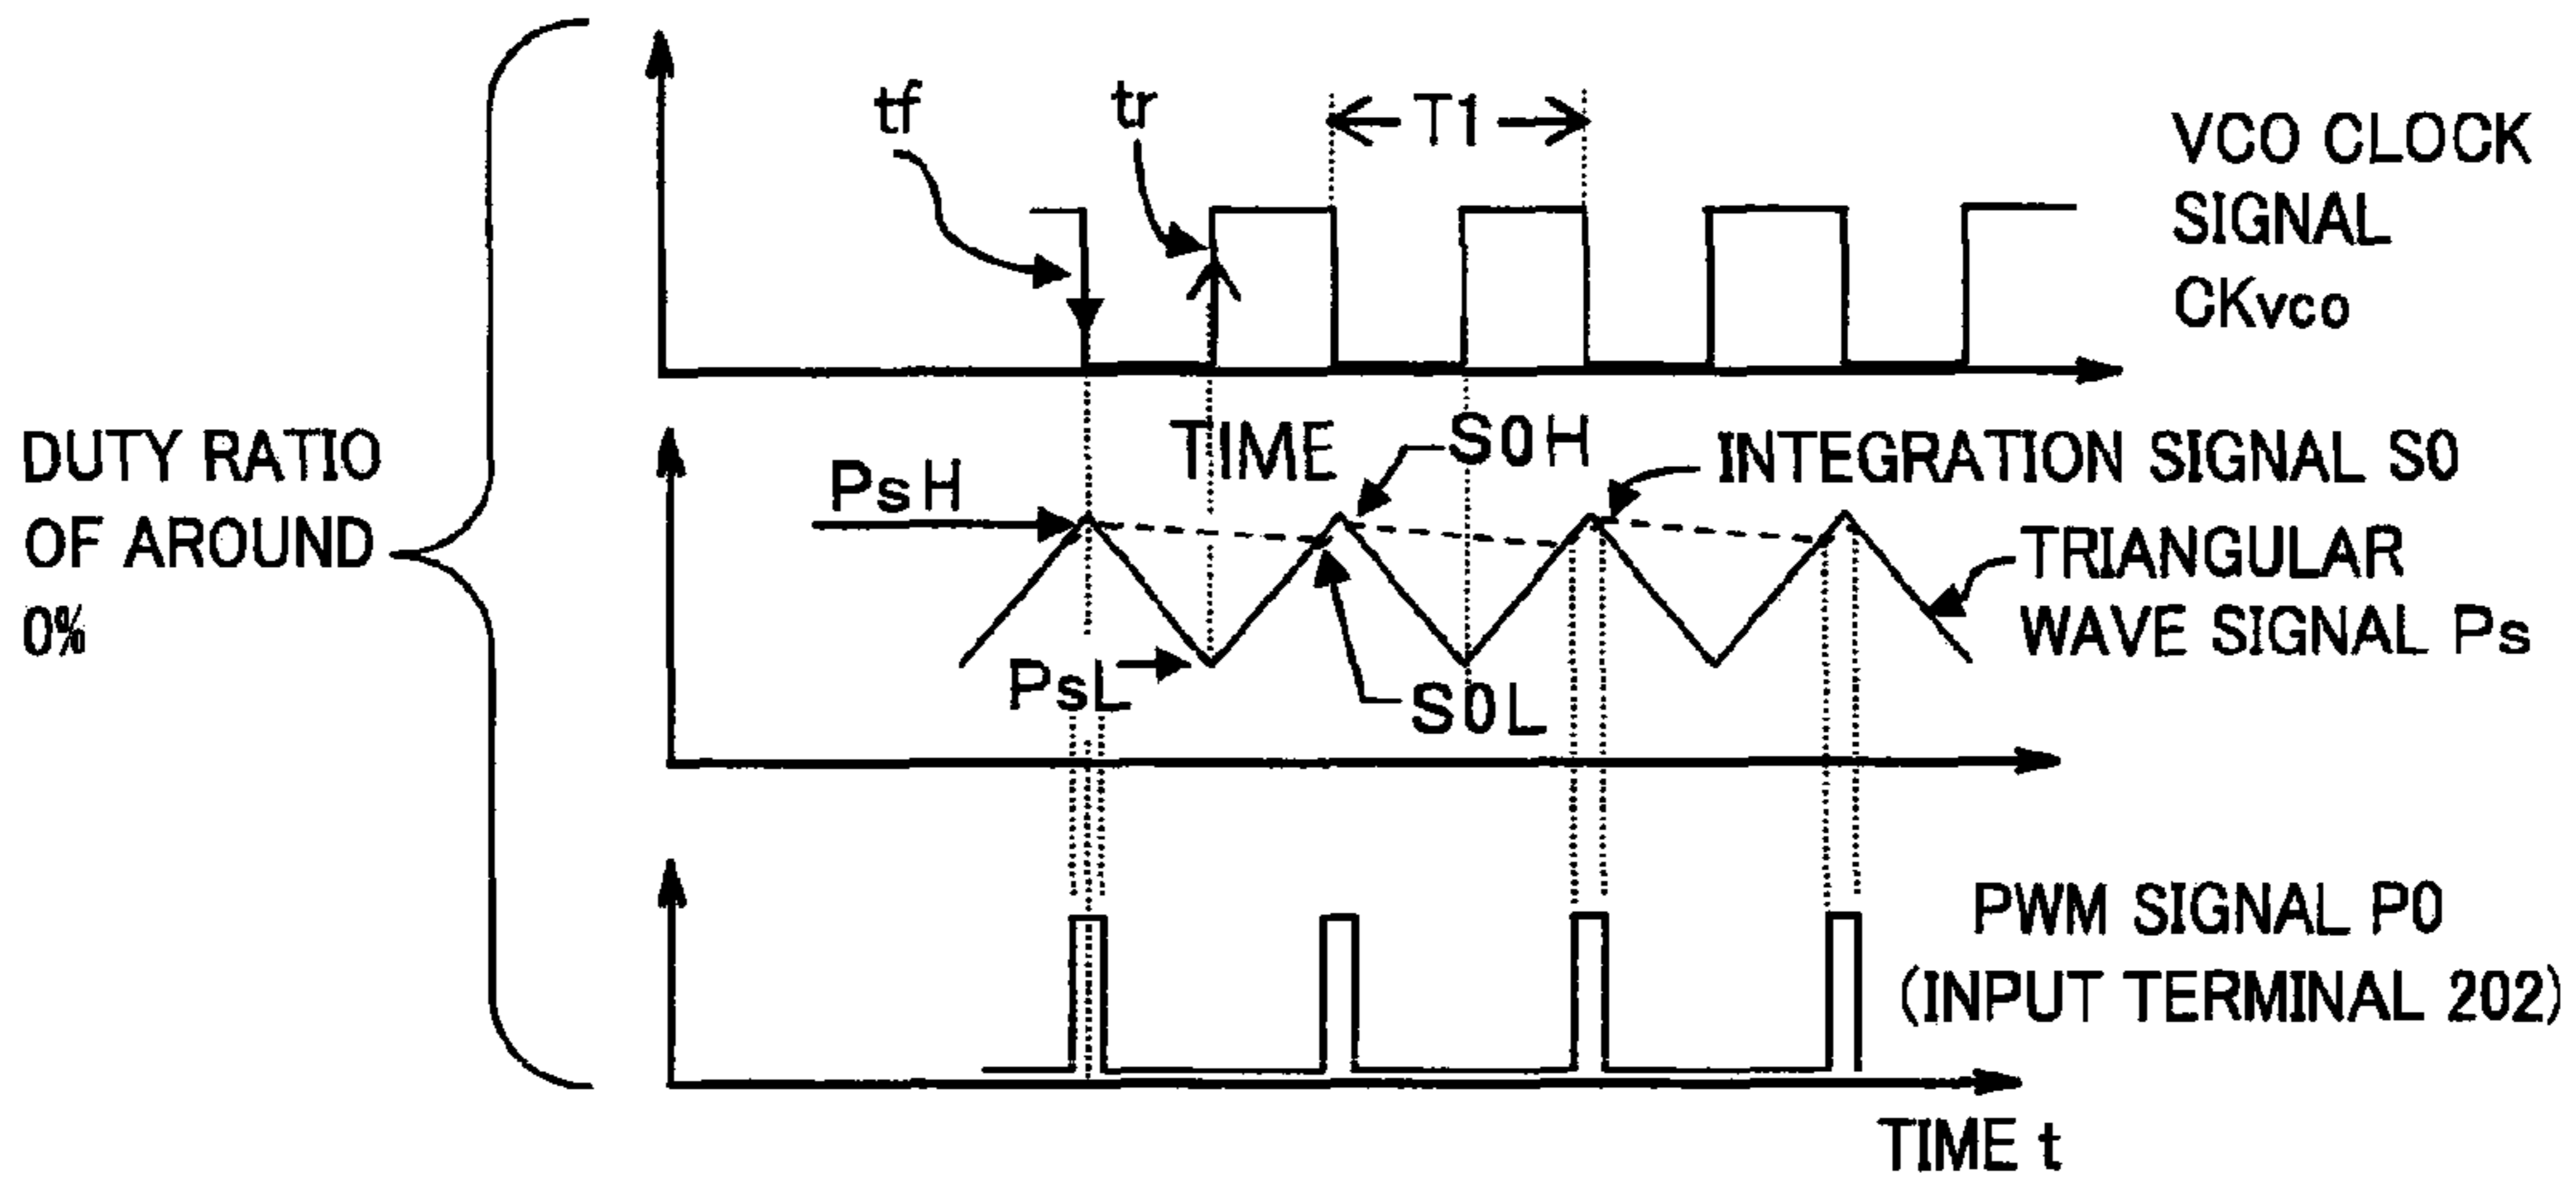 tf
tr
T1
VCO CLOCK
SIGNAL
CKvco
DUTY RATIO
OF AROUND
0%
TIME
PsH
S0H
INTEGRATION SIGNAL S0
TRIANGULAR
WAVE SIGNAL Ps
PsL
S0L
PWM SIGNAL P0
(INPUT TERMINAL 202)
TIME t